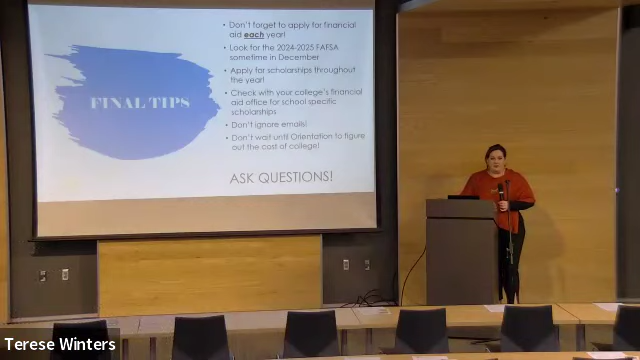 FINAL TIPS
• Don't forget to apply for financial
aid each year!
• Look for the 2024-2025 FAFSA
sometime in December
• Apply for scholarships throughout
the year!
• Check with your college's financial
aid office for school specific
scholarships
• Don't ignore emails!
• Don't wait until Orientation to figure
out the cost of college!
ASK QUESTIONS!
Terese Winters